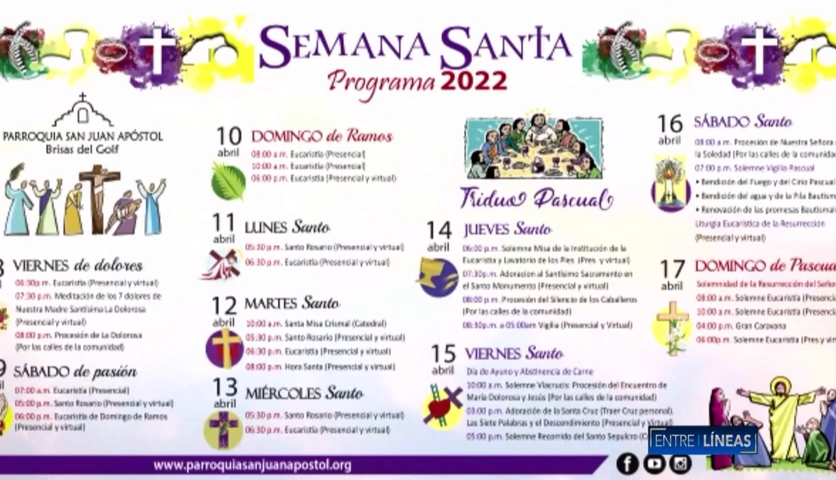 SEMANA SANTA
Programa 2022
PARROQUIA SAN JUAN APÓSTOL
Brisas del Golf
VIERNES de dolores
06:30p m. Eucaristía (Presencial y virtual)
07:30 p.m. Meditación de los 7 dolores de
Nuestra Madre Santísima La Dolorosa
(Presencial y virtual)
08:00 p.m. Procesión de La Dolorosa
(Por las calles de la comunidad)
SÁBADO de pasión
07:00 a.m. Eucaristía (Presencial)
05:00 p.m. Santo Rosario (Presencial y virtual)
06:00 p.m. Eucaristía de Domingo de Ramos
(Presencial y virtual)
10
abril
DOMINGO de Ramos
08:00 a.m. Eucaristía (Presencial)
10:00 a.m. Eucaristía (Presencial)
06:00 p.m. Eucaristía (Presencial y virtual)
11
abril
LUNES Santo
05:30 p.m. Santo Rosario (Presencial y virtual)
06:30 p.m. Eucaristía (Presencial y virtual)
12
abril
MARTES Santo
10:00 a.m. Santa Misa Crismal (Catedral)
05:30 p.m. Santo Rosario (Presencial y virtual)
06:30 p.m. Eucaristía (Presencial y virtual)
08:00 p.m. Hora Santa (Presencial y virtual)
13
abril
MIÉRCOLES Santo
05:30 p.m. Santo Rosario (Presencial y virtual)
06:30 p.m. Eucaristía (Presencial y virtual)
Triduo Pascual
14
abril
JUEVES Santo
06:00 p.m. Solemne Misa de la Institución de la
Eucaristía y Lavatorio de los Pies (Pres. y virtual)
07:30p.m. Adoracion al Santísimo Sacramento en
el Santo Monumento (Presencial y virtual)
08:00 p.m. Procesión del Silencio de los Caballeros
(Por las calles de la comunidad)
08:30p.m. a 05:00am Vigilia (Presencial y Virtual)
15
abril
VIERNES Santo
Día de Ayuno y Abstinencia de Carne
10:00 a.m. Solemne Viacrucis: Procesión del Encuentro de
María Dolorosa y Jesús (Por las calles de la comunidad)
03:00 p.m. Adoración de la Santa Cruz (Traer Cruz personal).
Las Siete Palabras y el Descendimiento (Presencial y Virtual)
05:00 p.m. Solemne Recorrido del Santo Sepulcro
16
abril
SÁBADO Santo
08:00 a.m. Procesión de Nuestra Señora
la Soledad (Por las calles de la comunidad
07:00 p.m. Solemne Vigilia Pascual
• Bendición del Fuego y del Cirio Pascual
• Bendición del agua y de la Pila Bautism
• Renovación de las promesas Bautismal
Liturgia Eucarística de la Resurrección
(Presencial y virtual)
17
abril
DOMINGO de Pascua
Solemnidad de la Resurrección del Señor
08:00 a.m. Solemne Eucaristía (Presenc
10:00 a.m. Solemne Eucaristía (Presenc
04:00 p.m. Gran Caravana
06:00p.m. Solemne Eucaristía (Pres y vir
www.parroquiasanjuanapostol.org
ENTRE LÍNEAS